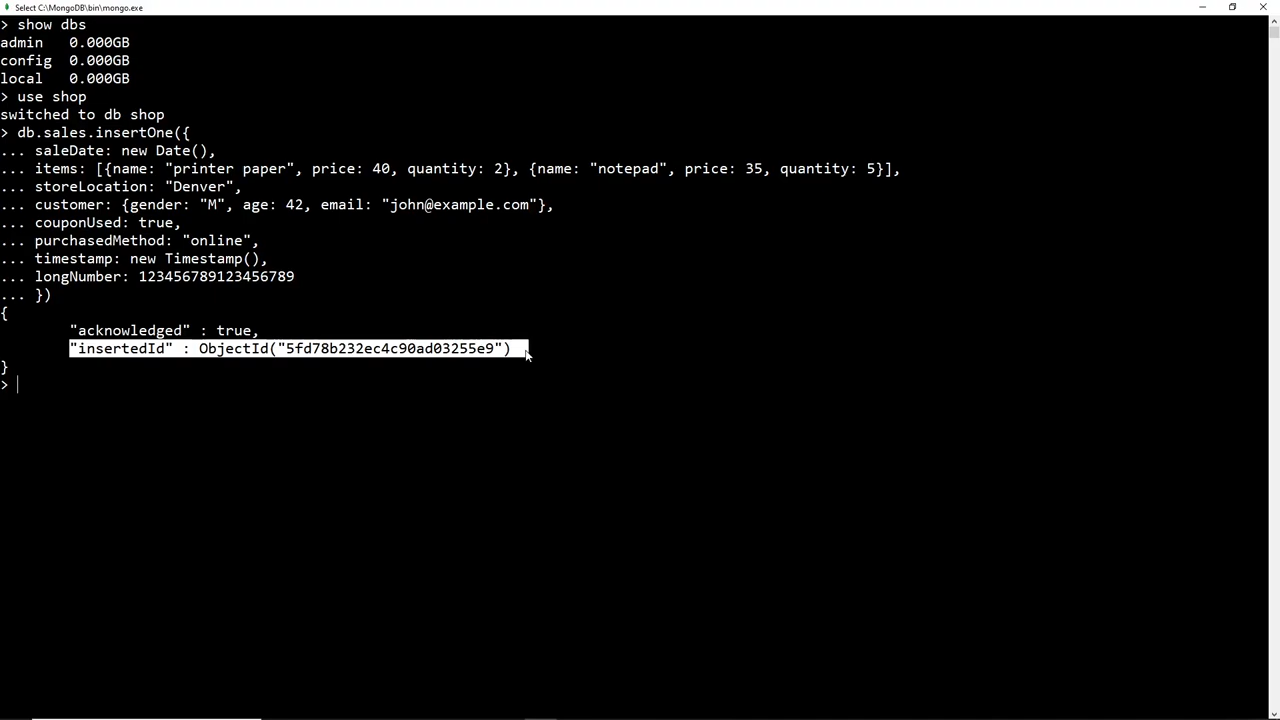 Select C:\MongoDB\bin\mongo.exe
> show dbs
admin   0.000GB
config  0.000GB
local   0.000GB
> use shop
switched to db shop
> db.sales.insertOne({
... saleDate: new Date(),
... items: [{name: "printer paper", price: 40, quantity: 2}, {name: "notepad", price: 35, quantity: 5}],
... storeLocation: "Denver",
... customer: {gender: "M", age: 42, email: "john@example.com"},
... couponUsed: true,
... purchasedMethod: "online",
... timestamp: new Timestamp(),
... longNumber: 123456789123456789
... })
{
        "acknowledged" : true,
        "insertedId" : ObjectId("5fd78b232ec4c90ad03255e9")
}
>